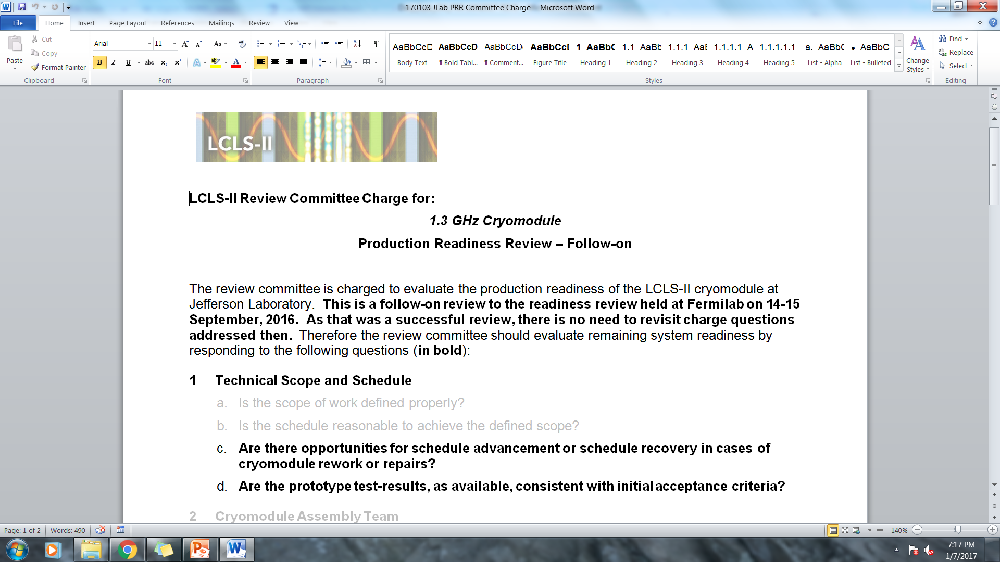 170103 JLab PRR Committee Charge - Microsoft Word
File Home Insert Page Layout References Mailings Review View
Paste
Cut
Copy
Format Painter
Clipboard
Arial 11
Font
Paragraph
AaBbCcD AaBbCcD AaBbCcD AaBbCcI 1 AaBbC 1.1 AaBb 1.1.1 AaI 1.1.1.1 A 1.1.1.1.1 a. AaBbC • AaBbC
Body Text ¶ Bold Tabl... ¶ Comment... Figure Title Heading 1 Heading 2 Heading 3 Heading 4 Heading 5 List - Alpha List - Bulleted
Styles
Change
Styles
Find
Replace
Select
Editing
LCLS-II
LCLS-II Review Committee Charge for:
1.3 GHz Cryomodule
Production Readiness Review – Follow-on
The review committee is charged to evaluate the production readiness of the LCLS-II cryomodule at
Jefferson Laboratory. This is a follow-on review to the readiness review held at Fermilab on 14-15
September, 2016. As that was a successful review, there is no need to revisit charge questions
addressed then. Therefore the review committee should evaluate remaining system readiness by
responding to the following questions (in bold):
1 Technical Scope and Schedule
a. Is the scope of work defined properly?
b. Is the schedule reasonable to achieve the defined scope?
c. Are there opportunities for schedule advancement or schedule recovery in cases of
cryomodule rework or repairs?
d. Are the prototype test-results, as available, consistent with initial acceptance criteria?
2 Cryomodule Assembly Team
Page: 1 of 2 Words: 490 140%
7:17 PM
1/7/2017